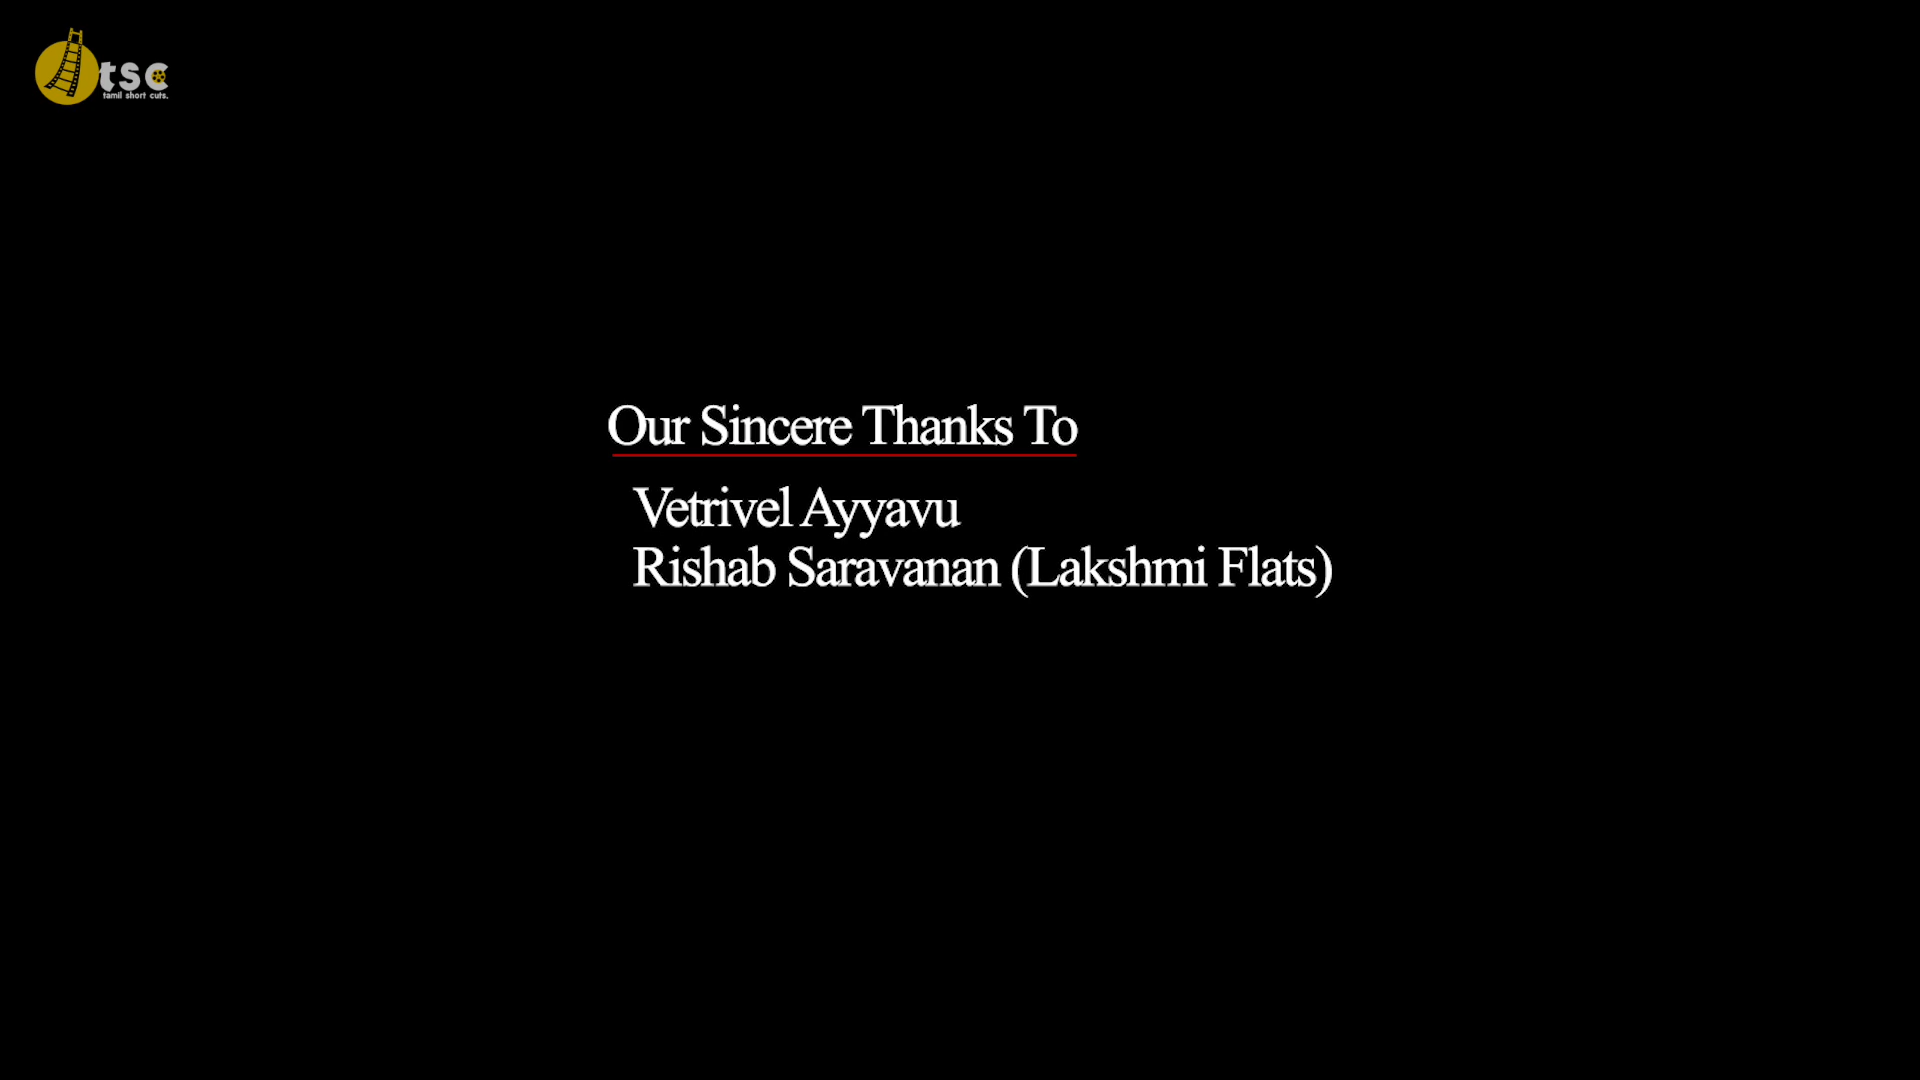 tsc
tamil short cuts.
Our Sincere Thanks To
Vetrivel Ayyavu
Rishab Saravanan (Lakshmi Flats)